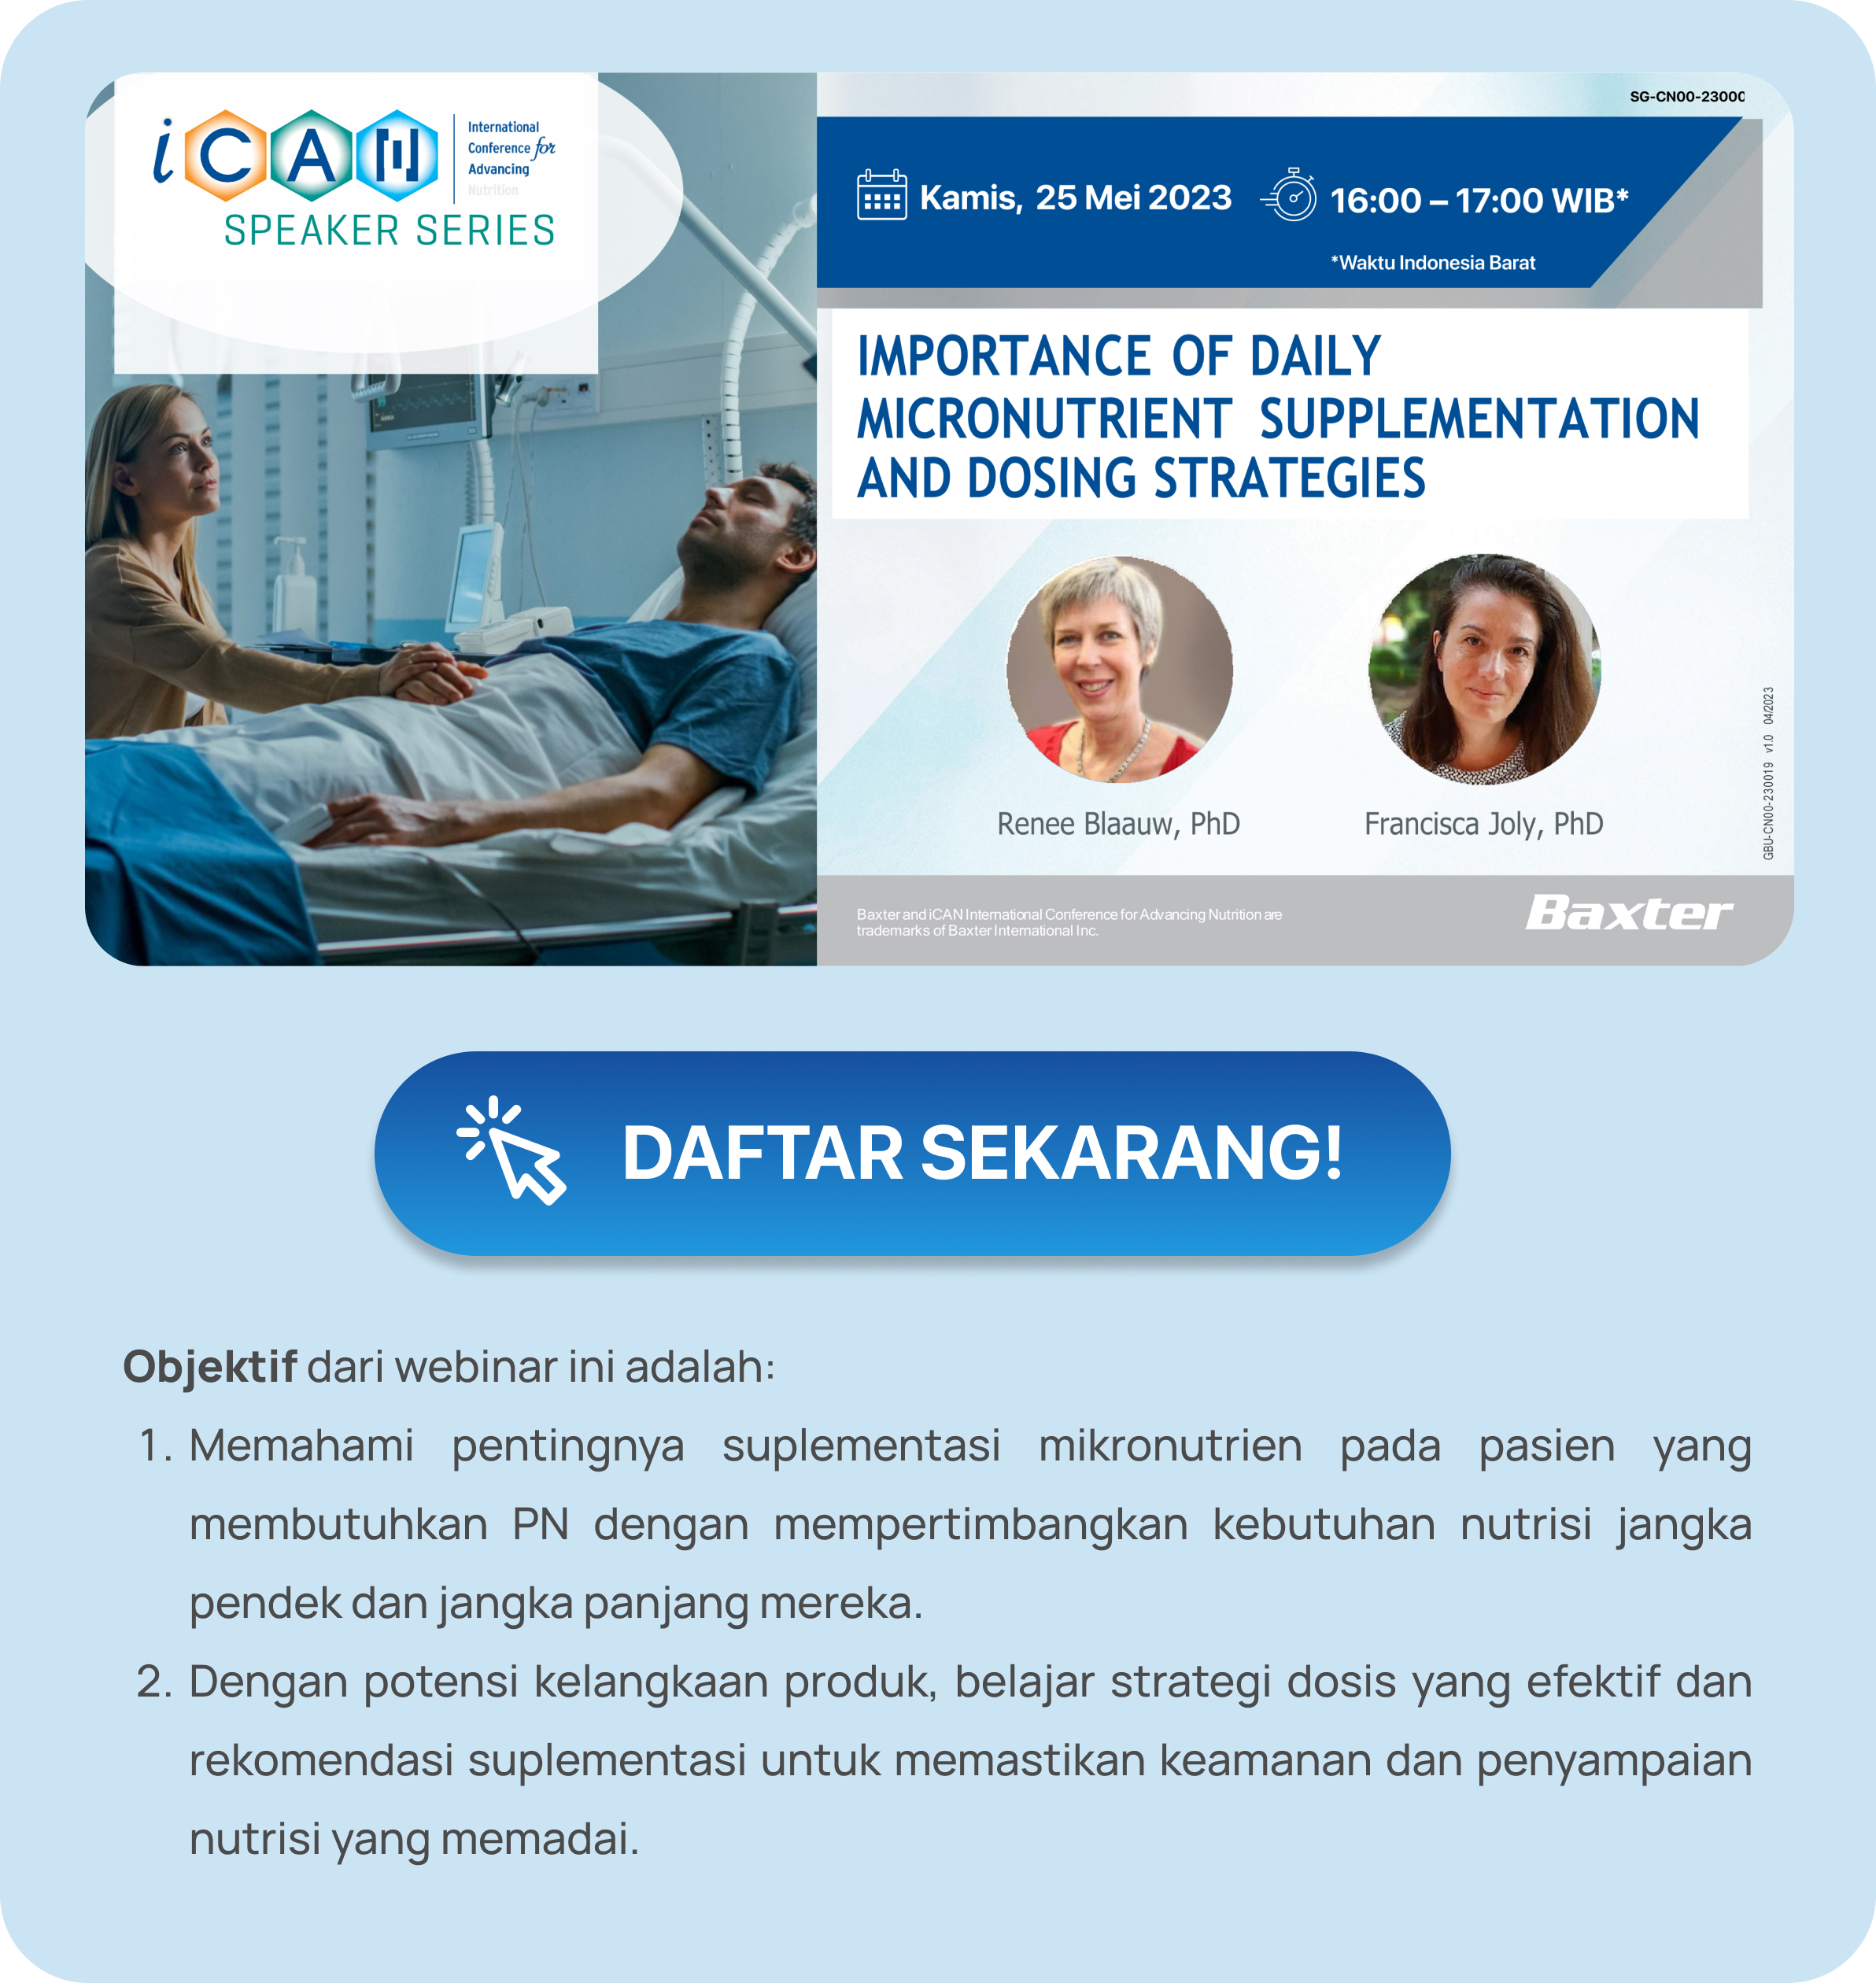 iCAN
International
Conference for
Advancing
Nutrition
SPEAKER SERIES
SG-CN00-2300
Kamis, 25 Mei 2023
16:00 – 17:00 WIB*
*Waktu Indonesia Barat
IMPORTANCE OF DAILY
MICRONUTRIENT SUPPLEMENTATION
AND DOSING STRATEGIES
Renee Blaauw, PhD
Francisca Joly, PhD
GBU-CN00-230019 v1.0 04/2023
Baxter and iCAN International Conference for Advancing Nutrition are
trademarks of Baxter International Inc.
Baxter
DAFTAR SEKARANG!
Objektif dari webinar ini adalah:
1. Memahami pentingnya suplementasi mikronutrien pada pasien yang
membutuhkan PN dengan mempertimbangkan kebutuhan nutrisi jangka
pendek dan jangka panjang mereka.
2. Dengan potensi kelangkaan produk, belajar strategi dosis yang efektif dan
rekomendasi suplementasi untuk memastikan keamanan dan penyampaian
nutrisi yang memadai.